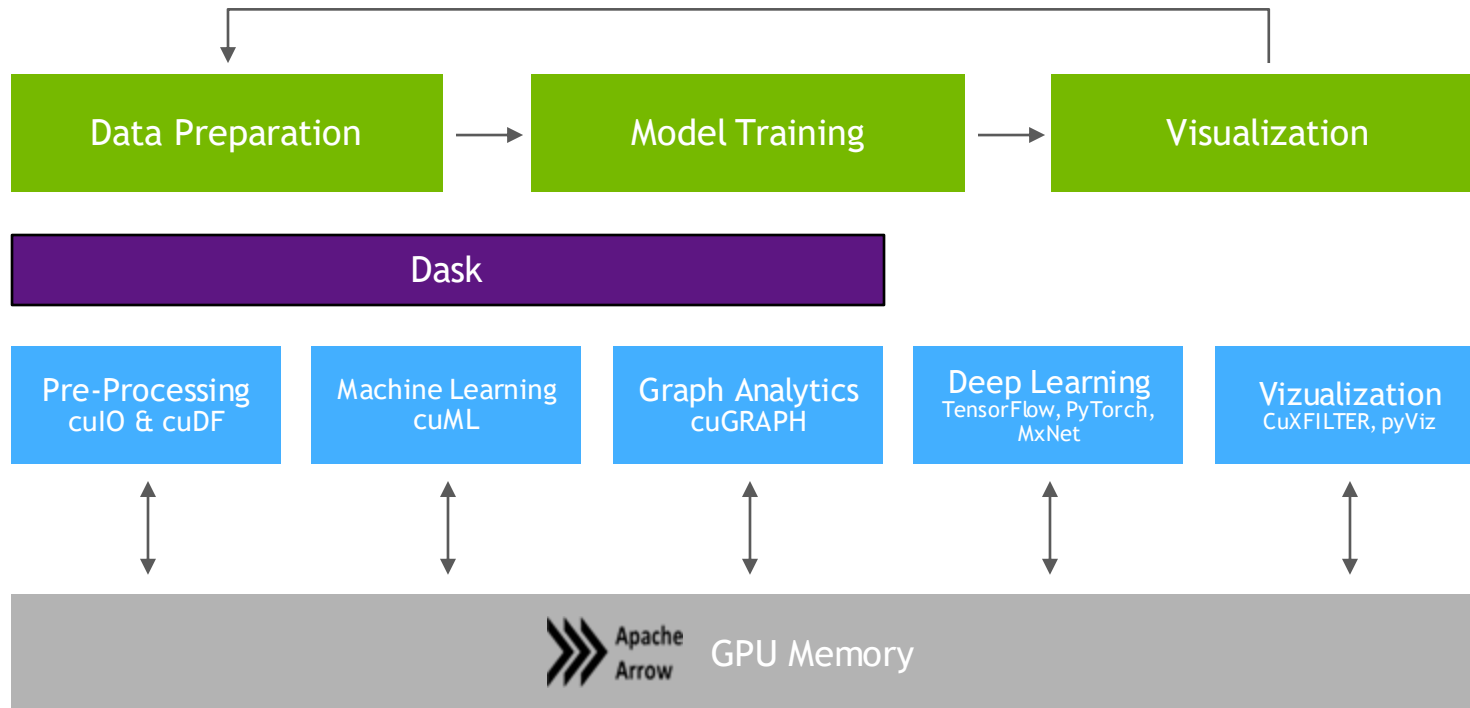 Data Preparation
Model Training
Visualization
Dask
Pre-Processing
cuIO & cuDF
Machine Learning
cuML
Graph Analytics
cuGRAPH
Deep Learning
TensorFlow, PyTorch,
MxNet
Vizualization
CuXFILTER, pyViz
Apache
Arrow
GPU Memory